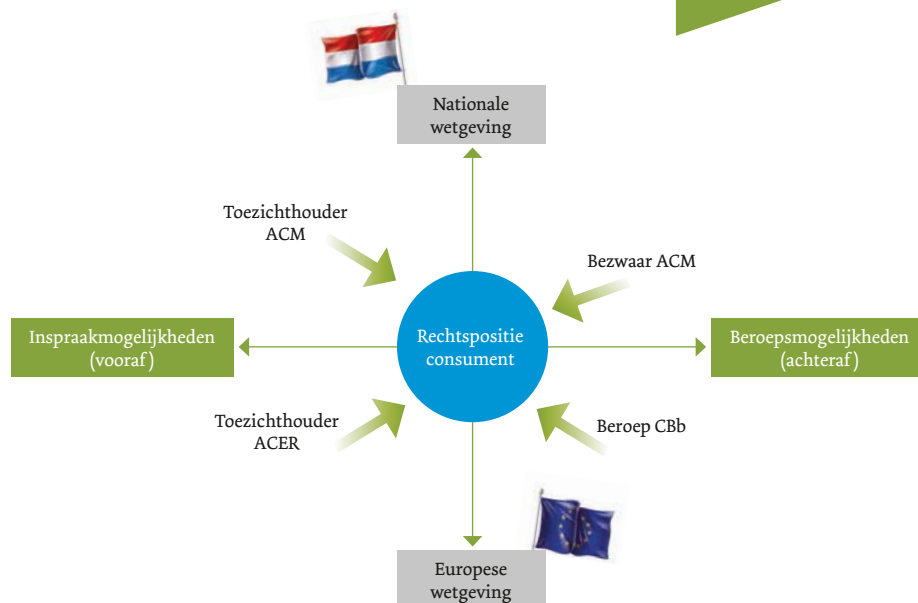 Nationale
wetgeving
Toezichthouder
ACM
Bezwaar ACM
Inspraakmogelijkheden
(vooraf)
Rechtspositie
consument
Beroepsmogelijkheden
(achteraf)
Toezichthouder
ACER
Beroep CBb
Europese
wetgeving